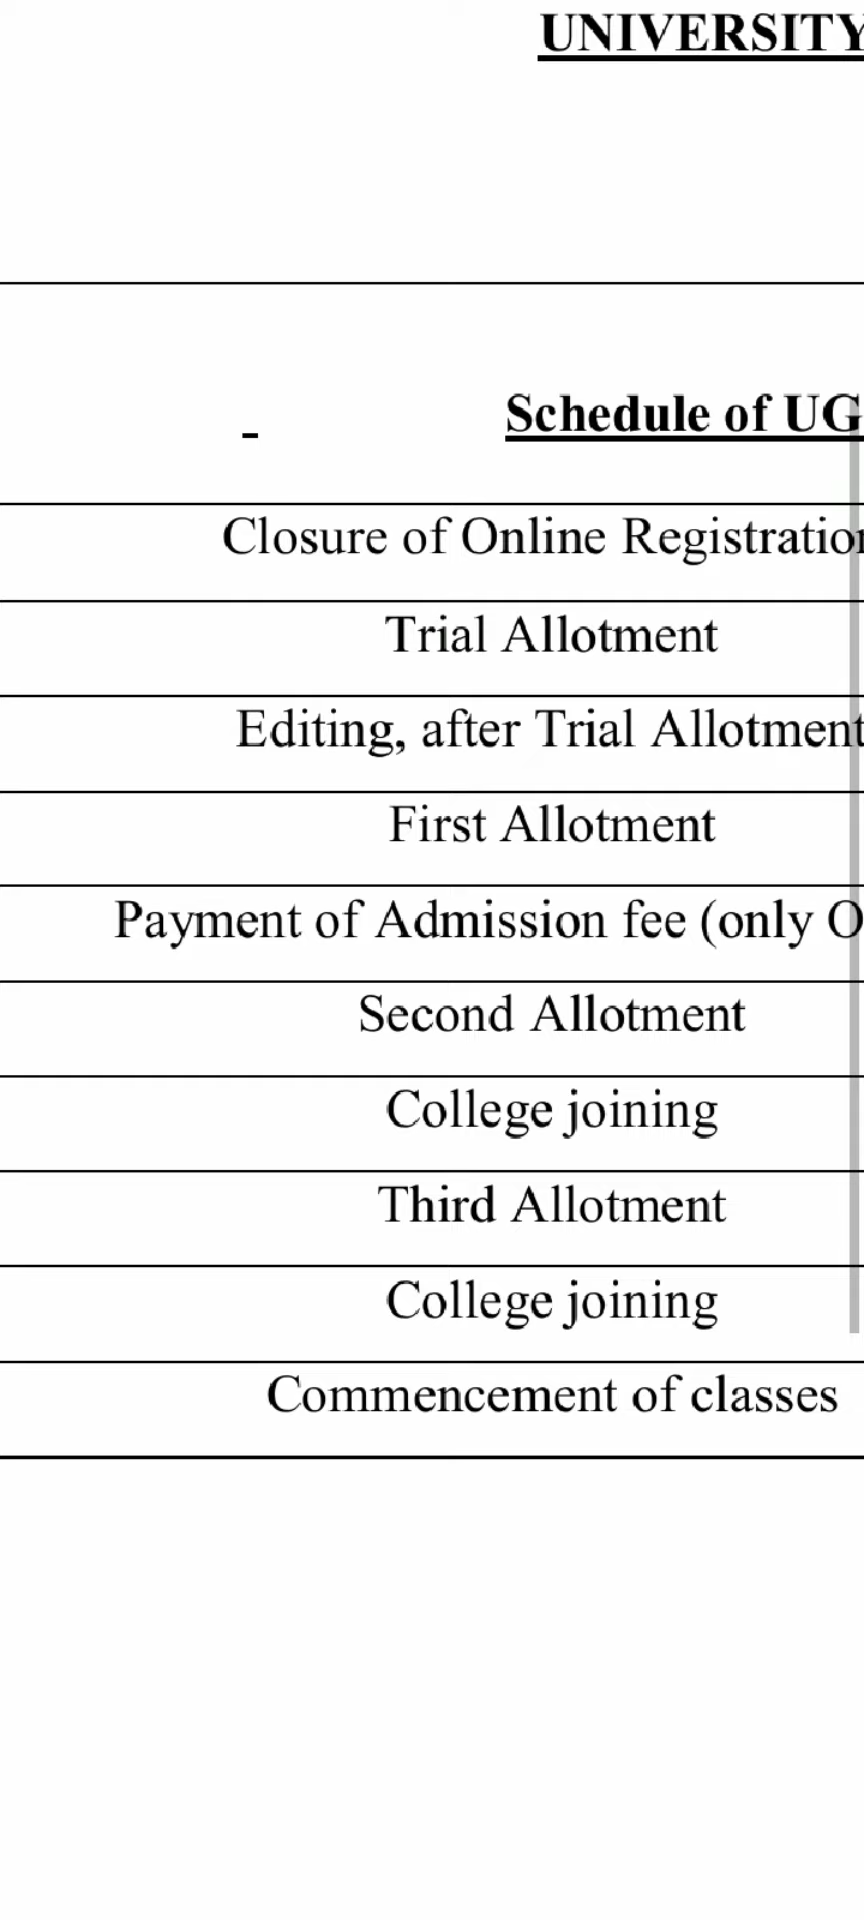 UNIVERSITY
Schedule of UG
Closure of Online Registration
Trial Allotment
Editing, after Trial Allotment
First Allotment
Payment of Admission fee (only O
Second Allotment
College joining
Third Allotment
College joining
Commencement of classes